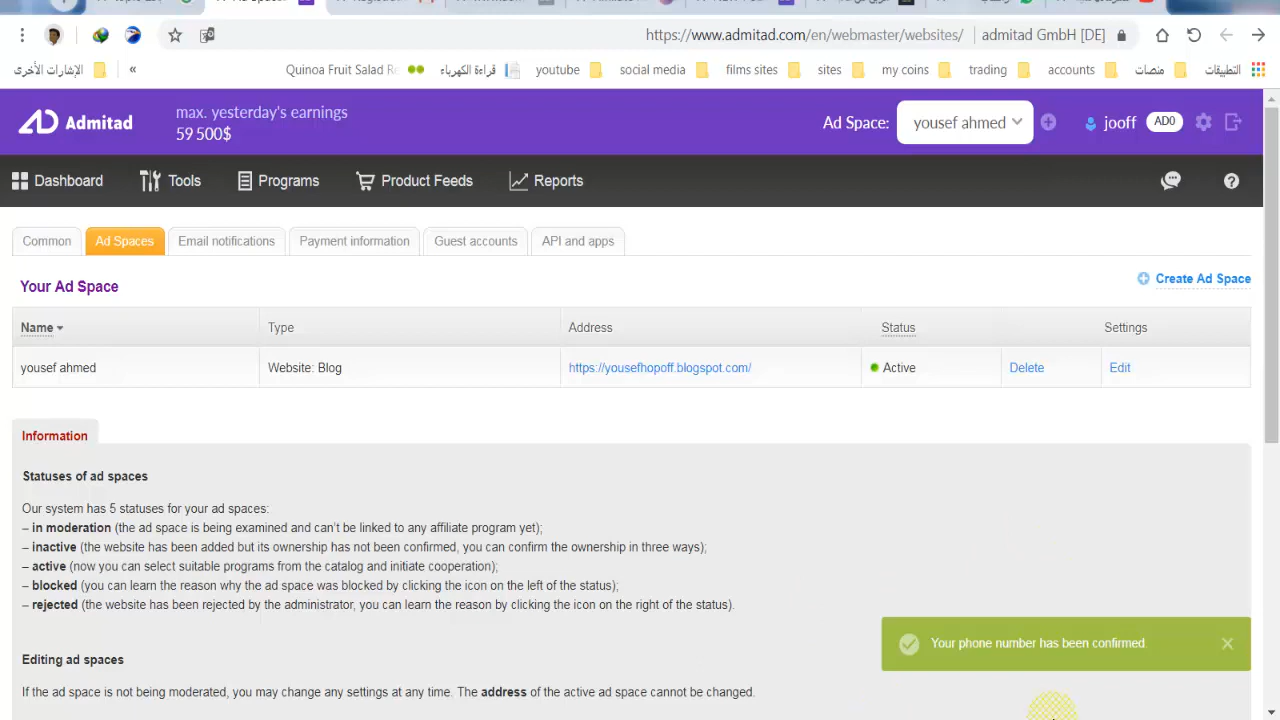 https://www.admitad.com/en/webmaster/websites/ admitad GmbH [DE]
الإشارات الأخرى « Quinoa Fruit Salad قراءة الكهرباء youtube social media films sites sites my coins trading accounts منصات التطبيقات
Admitad
max. yesterday's earnings
59 500$
Ad Space: yousef ahmed jooff AD0
Dashboard Tools Programs Product Feeds Reports
Common Ad Spaces Email notifications Payment information Guest accounts API and apps
Your Ad Space
Create Ad Space
Name Type Address Status Settings
yousef ahmed Website: Blog https://yousefhopoff.blogspot.com/ Active Delete Edit
Information
Statuses of ad spaces
Our system has 5 statuses for your ad spaces:
– in moderation (the ad space is being examined and can't be linked to any affiliate program yet);
– inactive (the website has been added but its ownership has not been confirmed, you can confirm the ownership in three ways);
– active (now you can select suitable programs from the catalog and initiate cooperation);
– blocked (you can learn the reason why the ad space was blocked by clicking the icon on the left of the status);
– rejected (the website has been rejected by the administrator, you can learn the reason by clicking the icon on the right of the status).
Your phone number has been confirmed.
Editing ad spaces
If the ad space is not being moderated, you may change any settings at any time. The address of the active ad space cannot be changed.